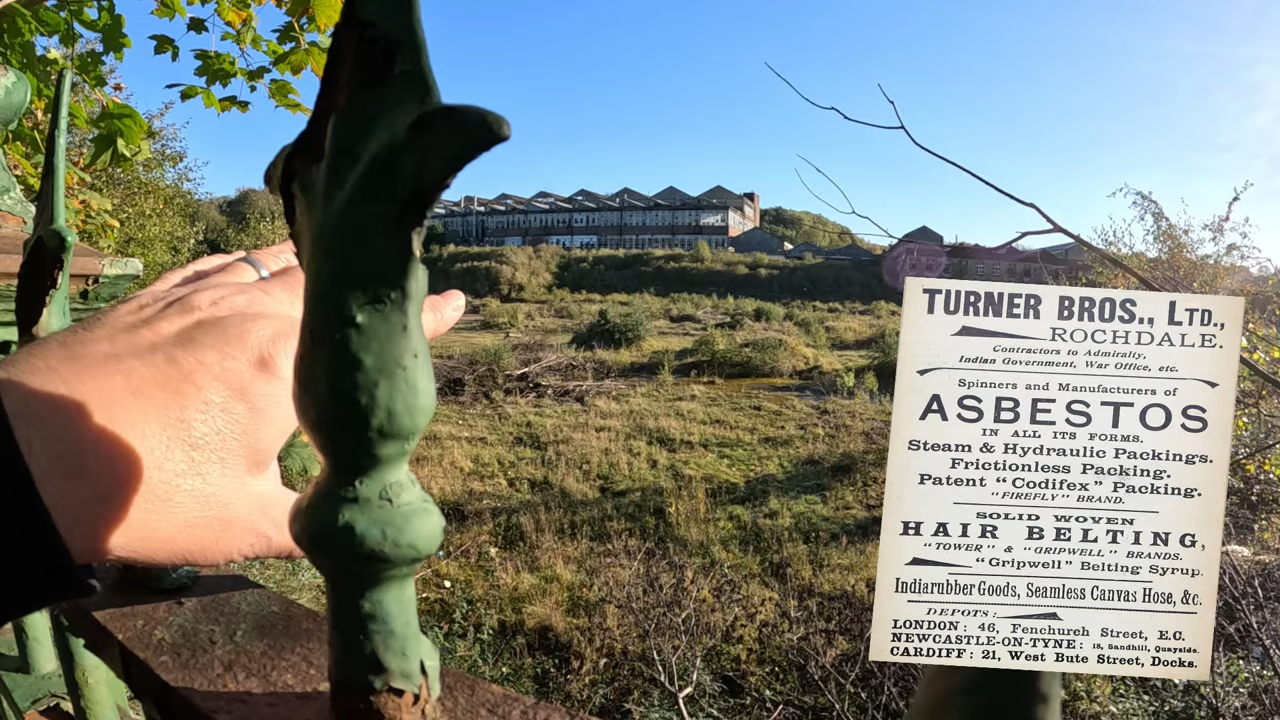 TURNER BROS., LTD.,
ROCHDALE.
Contractors to Admiralty,
Indian Government, War Office, etc.
Spinners and Manufacturers of
ASBESTOS
IN ALL ITS FORMS.
Steam & Hydraulic Packings.
Frictionless Packing.
Patent "Codifex" Packing.
"FIREFLY" BRAND.
SOLID WOVEN
HAIR BELTING,
"TOWER" & "GRIPWELL" BRANDS.
"Gripwell" Belting Syrup.
Indiarubber Goods, Seamless Canvas Hose, &c.
DEPOTS:
LONDON: 46, Fenchurch Street, E.C.
NEWCASTLE-ON-TYNE: 18, Sandhill, Quayside.
CARDIFF: 21, West Bute Street, Docks.